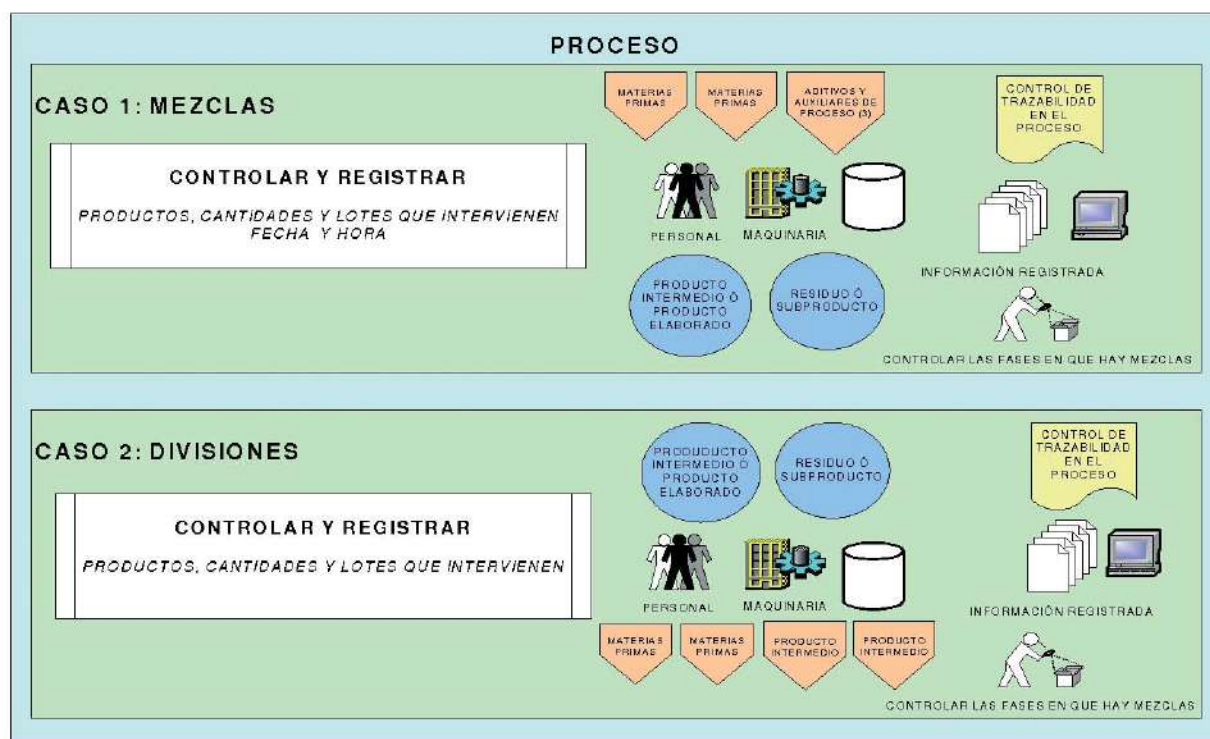 PROCESO
CASO 1: MEZCLAS
CONTROLAR Y REGISTRAR
PRODUCTOS, CANTIDADES Y LOTES QUE INTERVIENEN
FECHA Y HORA
MATERIAS
PRIMAS
MATERIAS
PRIMAS
ADITIVOS Y
AUXILIARES DE
PROCESO (3)
CONTROL DE
TRAZABILIDAD
EN EL
PROCESO
PERSONAL
MAQUINARIA
INFORMACIÓN REGISTRADA
PRODUCTO
INTERMEDIO Ó
PRODUCTO
ELABORADO
RESIDUO Ó
SUBPRODUCTO
CONTROLAR LAS FASES EN QUE HAY MEZCLAS
CASO 2: DIVISIONES
CONTROLAR Y REGISTRAR
PRODUCTOS, CANTIDADES Y LOTES QUE INTERVIENEN
PRODUDUCTO
INTERMEDIO Ó
PRODUCTO
ELABORADO
RESIDUO Ó
SUBPRODUCTO
CONTROL DE
TRAZABILIDAD
EN EL
PROCESO
PERSONAL
MAQUINARIA
INFORMACIÓN REGISTRADA
MATERIAS
PRIMAS
MATERIAS
PRIMAS
PRODUCTO
INTERMEDIO
PRODUCTO
INTERMEDIO
CONTROLAR LAS FASES EN QUE HAY MEZCLAS